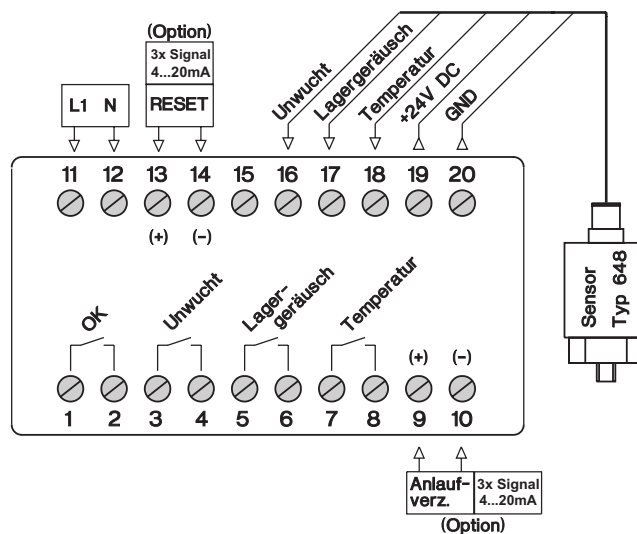 (Option)
3x Signal
4...20mA
L1 N
RESET
Unwucht
Lagergeräusch
Temperatur
+24V DC
GND
11 12 13 14 15 16 17 18 19 20
(+) (-)
Sensor
Typ 648
OK
Unwucht
Lager-
geräusch
Temperatur
(+) (-)
1 2 3 4 5 6 7 8 9 10
Anlauf-
verz.
3x Signal
4...20mA
(Option)